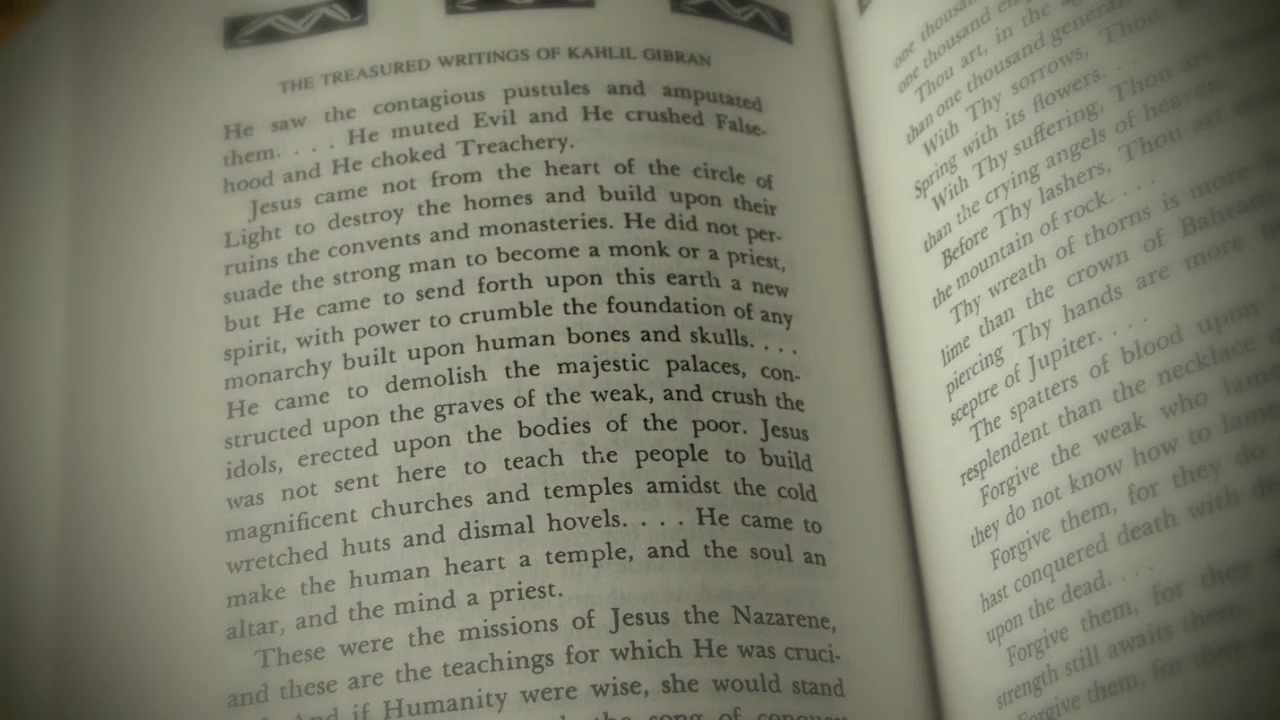 THE TREASURED WRITINGS OF KAHLIL GIBRAN
He saw the contagious pustules and amputated
them. . . . He muted Evil and He crushed False-
hood and He choked Treachery.
Jesus came not from the heart of the circle of
Light to destroy the homes and build upon their
ruins the convents and monasteries. He did not per-
suade the strong man to become a monk or a priest,
but He came to send forth upon this earth a new
spirit, with power to crumble the foundation of any
monarchy built upon human bones and skulls. . . .
He came to demolish the majestic palaces, con-
structed upon the graves of the weak, and crush the
idols, erected upon the bodies of the poor. Jesus
was not sent here to teach the people to build
magnificent churches and temples amidst the cold
wretched huts and dismal hovels. . . . He came to
make the human heart a temple, and the soul an
altar, and the mind a priest.
These were the missions of Jesus the Nazarene,
and these are the teachings for which He was cruci-
And if Humanity were wise, she would stand
the song of
one
one thousand
Thou art, in the
than one thousand
With Thy sorrows, Thou
Spring with its flowers. . . .
With Thy suffering, Thou art
than the crying angels of heaven.
Before Thy lashers, Thou art
the mountain of rock. . . .
Thy wreath of thorns is more
lime than the crown of Bahram
piercing Thy hands are more
sceptre of Jupiter. . . .
The spatters of blood upon
resplendent than the necklace
Forgive the weak who
they do not know how to
Forgive them, for they do
hast conquered death with
upon the dead. . . .
Forgive them, for they
strength still awaits them.
Forgive them, for they